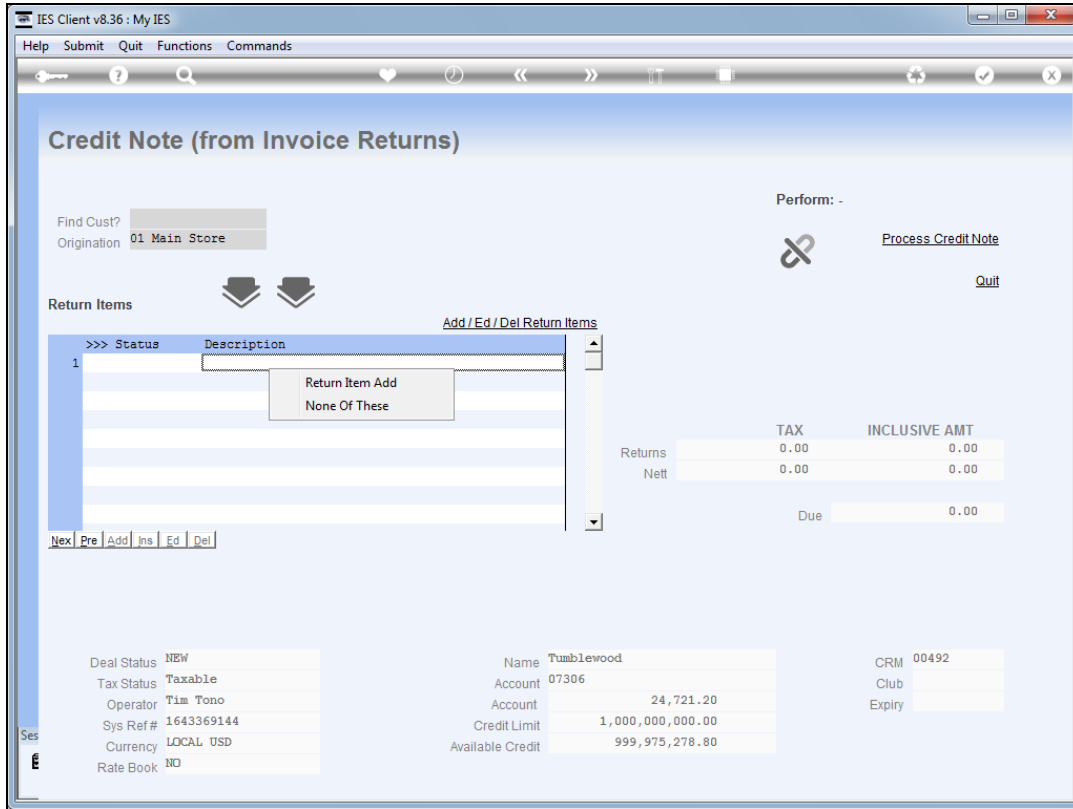 IES Client v8.36 : My IES
Help Submit Quit Functions Commands
Credit Note (from Invoice Returns)
Perform: -
Find Cust?
Origination 01 Main Store
Process Credit Note
Quit
Return Items
Add / Ed / Del Return Items
>>> Status Description
1
Return Item Add
None Of These
TAX INCLUSIVE AMT
Returns 0.00 0.00
Nett 0.00 0.00
Due 0.00
Nex Pre Add Ins Ed Del
Deal Status NEW Name Tumblewood CRM 00492
Tax Status Taxable Account 07306 Club
Operator Tim Tono Account 24,721.20 Expiry
Sys Ref # 1643369144 Credit Limit 1,000,000,000.00
Ses
Currency LOCAL USD Available Credit 999,975,278.80
Rate Book NO